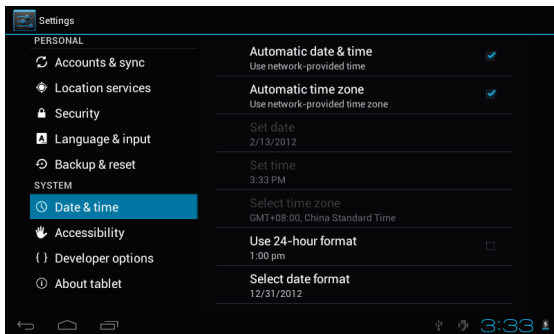 Settings
PERSONAL
Accounts & sync
Location services
Security
A Language & input
Backup & reset
SYSTEM
Date & time
Accessibility
{ } Developer options
About tablet
Automatic date & time
Use network-provided time
Automatic time zone
Use network-provided time zone
Set date
2/13/2012
Set time
3:33 PM
Select time zone
GMT+08:00, China Standard Time
Use 24-hour format
1:00 pm
Select date format
12/31/2012
3:33